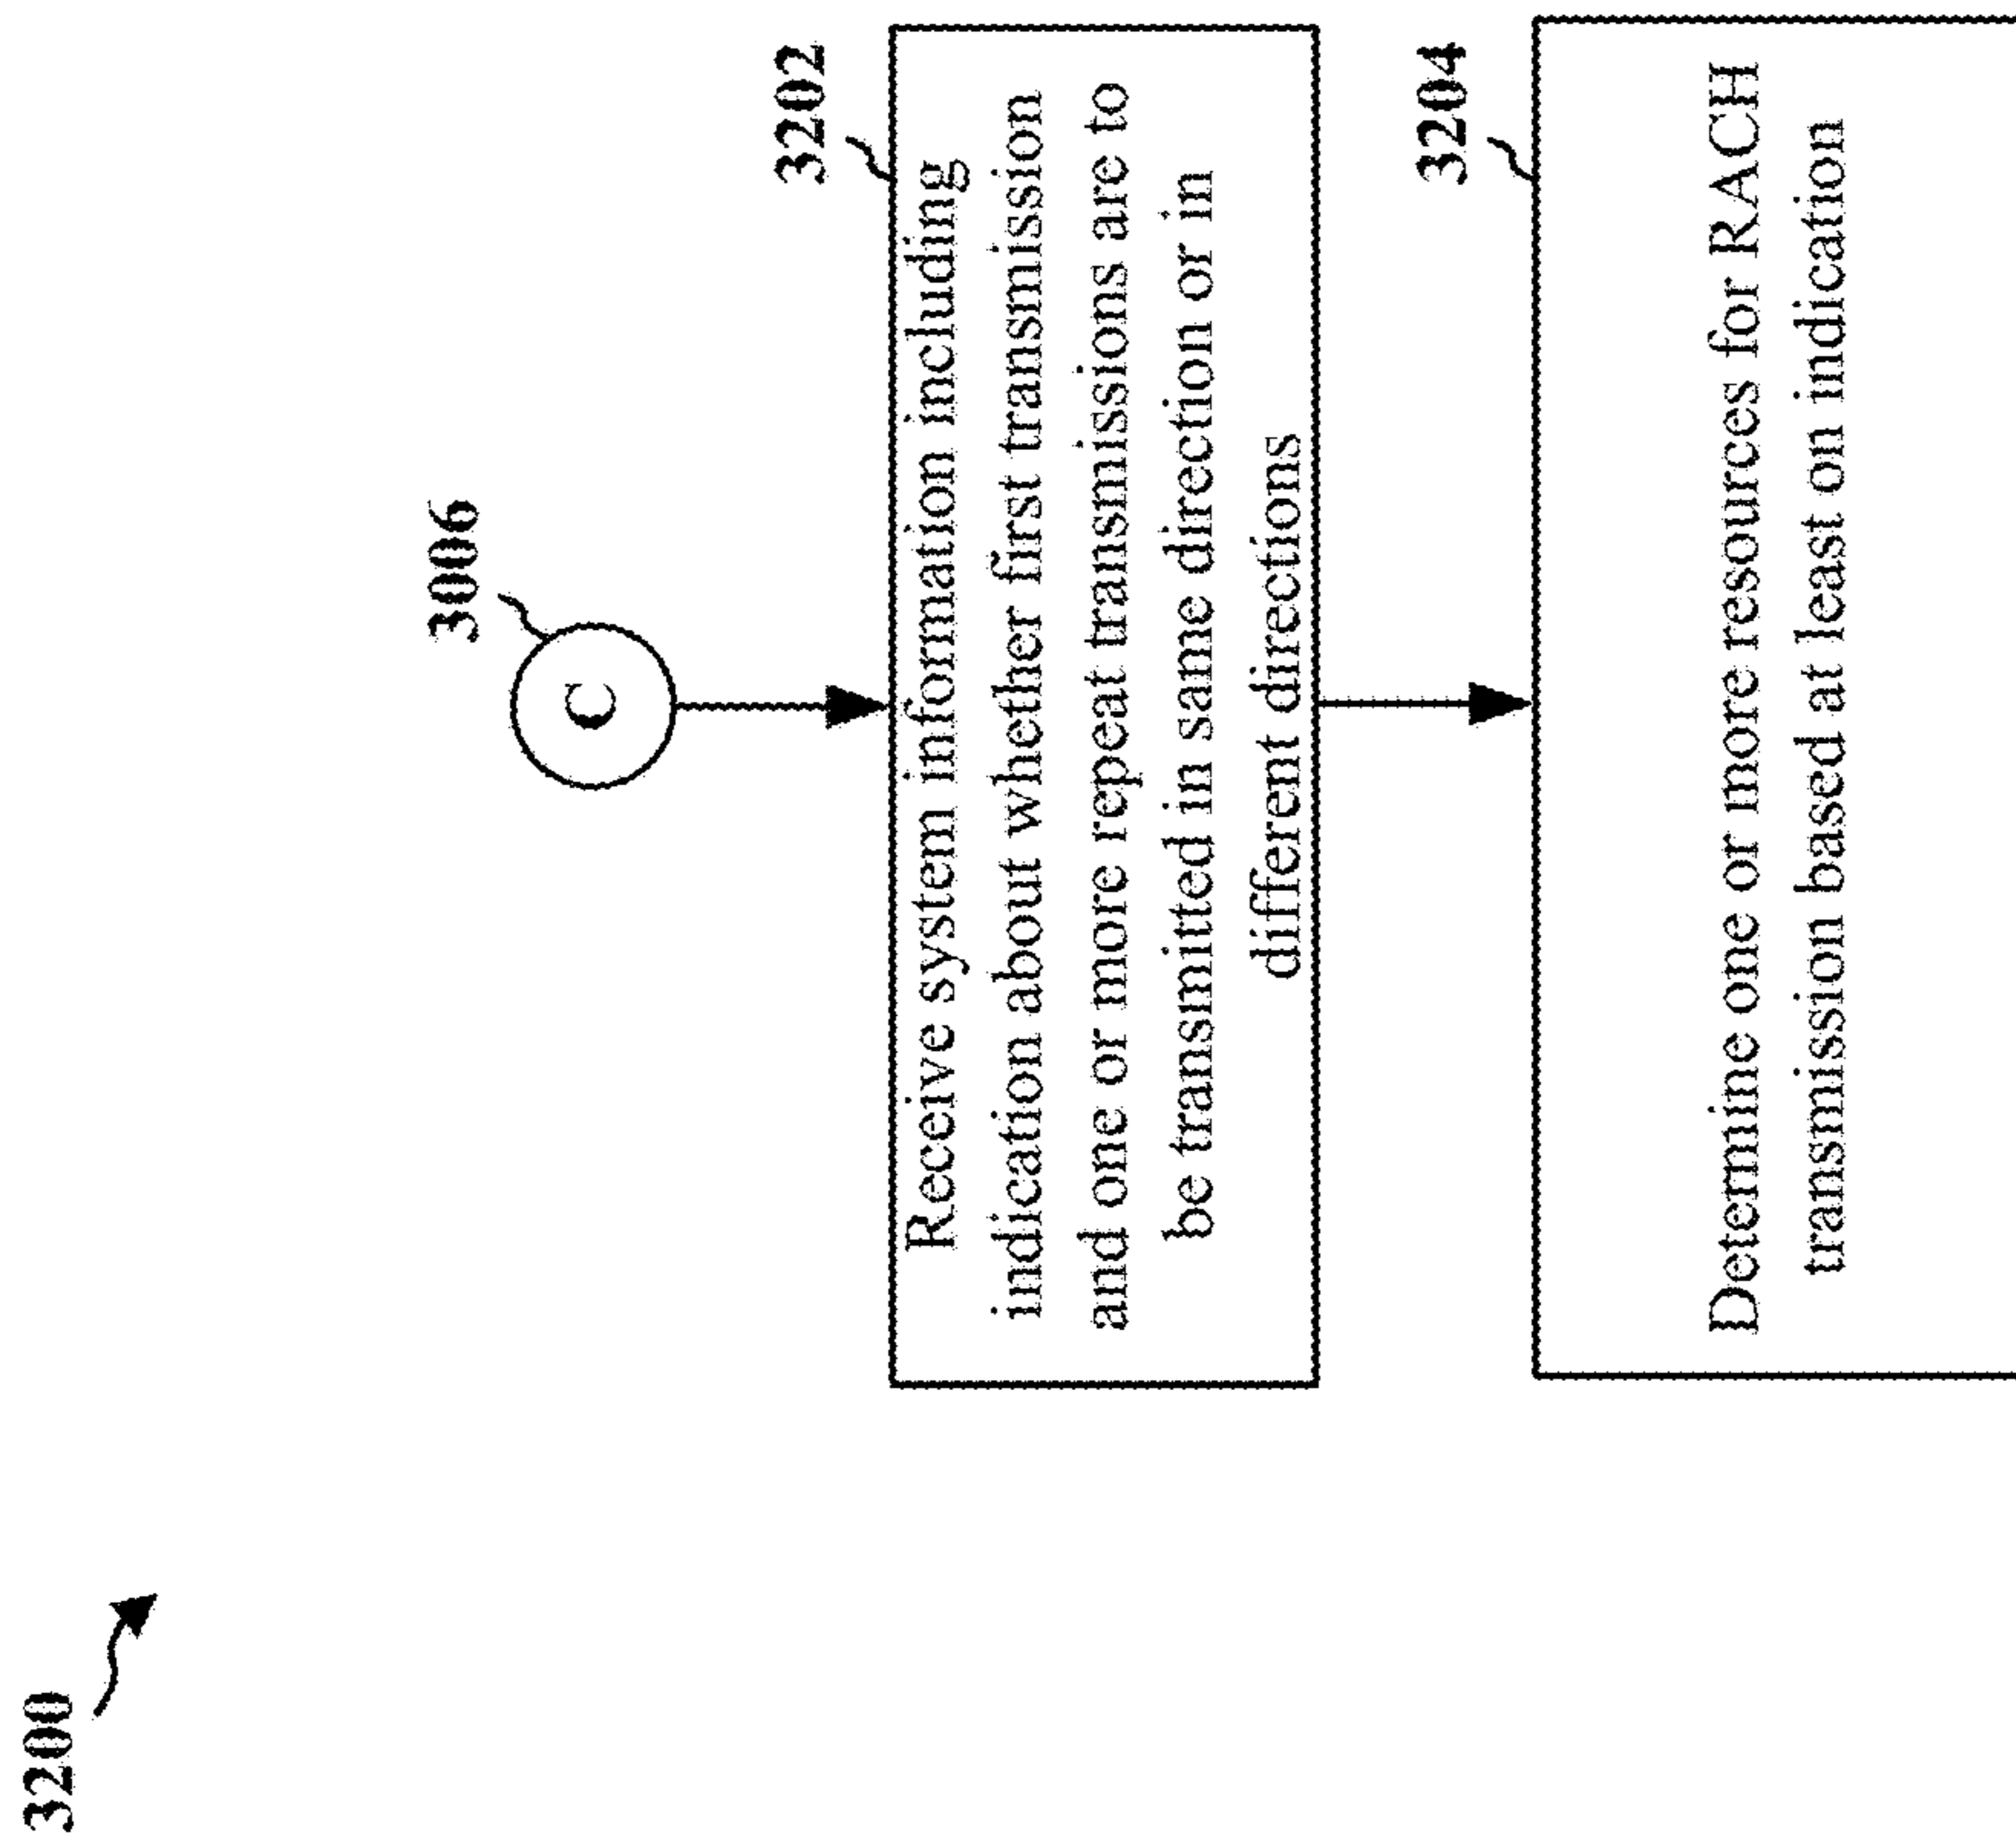 3200
3006
C
3202
Receive system information including
indication about whether first transmission
and one or more repeat transmissions are to
be transmitted in same direction or in
different directions
3204
Determine one or more resources for RACH
transmission based at least on indication